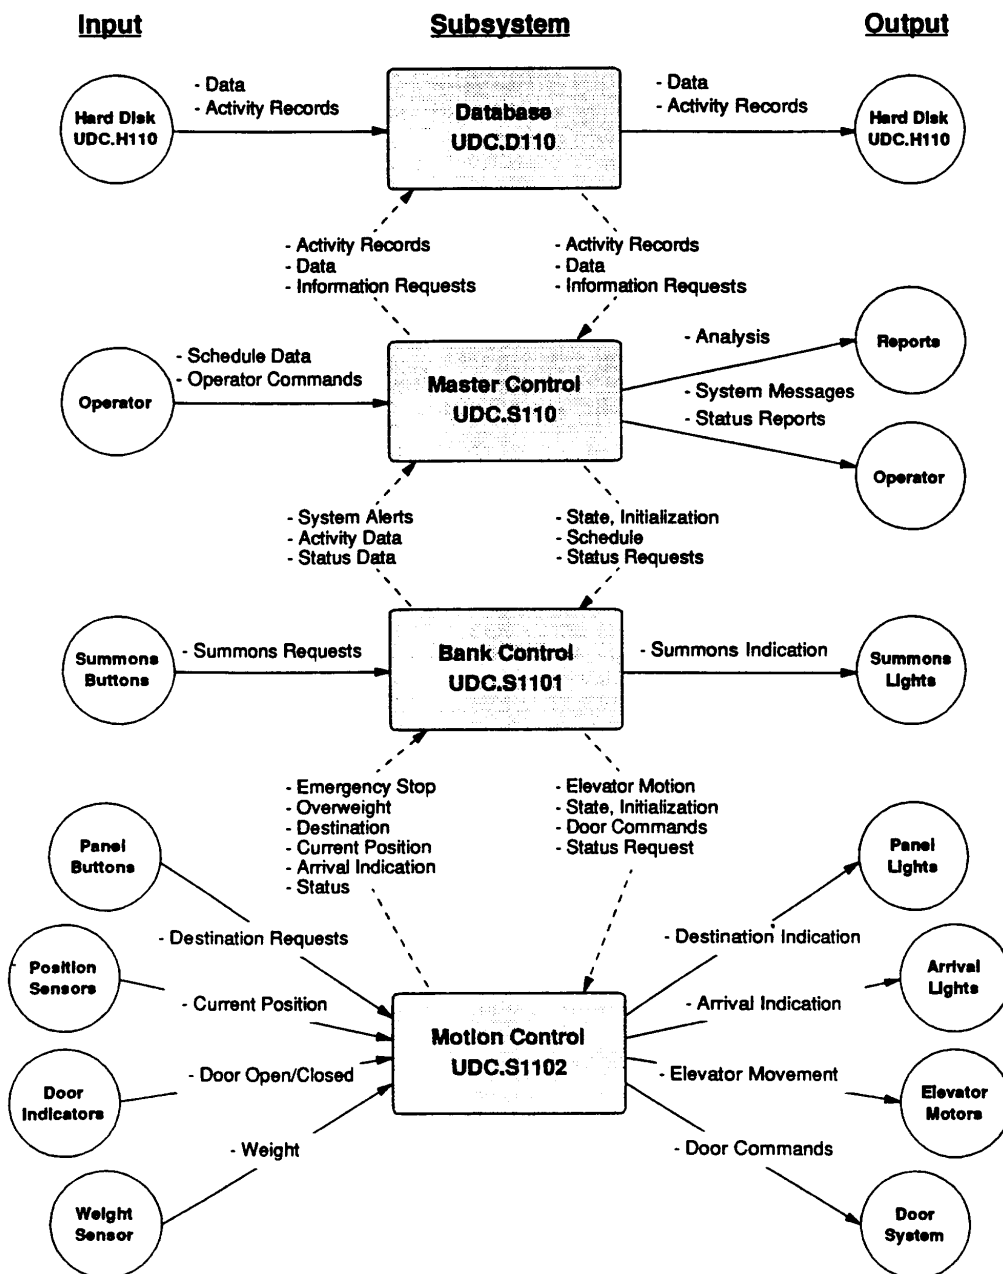 Input
Subsystem
Output
Hard Disk
UDC.H110
- Data
- Activity Records
Database
UDC.D110
- Data
- Activity Records
Hard Disk
UDC.H110
- Activity Records
- Data
- Information Requests
- Activity Records
- Data
- Information Requests
Operator
- Schedule Data
- Operator Commands
Master Control
UDC.S110
- Analysis
- System Messages
- Status Reports
Reports
Operator
- System Alerts
- Activity Data
- Status Data
- State, Initialization
- Schedule
- Status Requests
Summons
Buttons
- Summons Requests
Bank Control
UDC.S1101
- Summons Indication
Summons
Lights
- Emergency Stop
- Overweight
- Destination
- Current Position
- Arrival Indication
- Status
- Elevator Motion
- State, Initialization
- Door Commands
- Status Request
Panel
Buttons
- Destination Requests
Position
Sensors
- Current Position
Door
Indicators
- Door Open/Closed
Weight
Sensor
- Weight
Motion Control
UDC.S1102
- Destination Indication
Panel
Lights
- Arrival Indication
Arrival
Lights
- Elevator Movement
Elevator
Motors
- Door Commands
Door
System